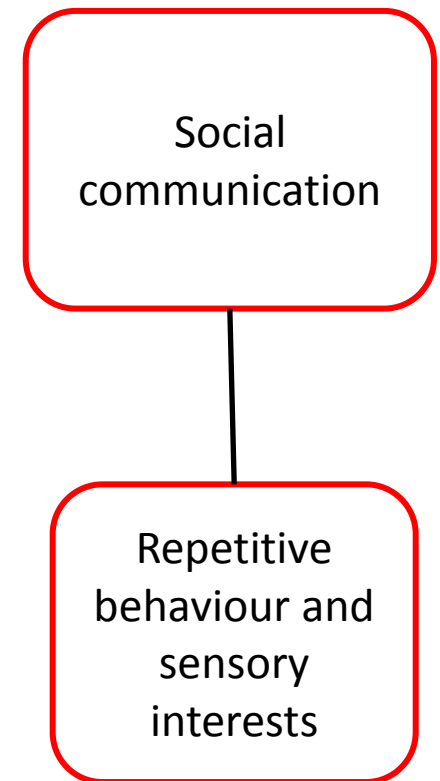 Social
communication
Repetitive
behaviour and
sensory
interests